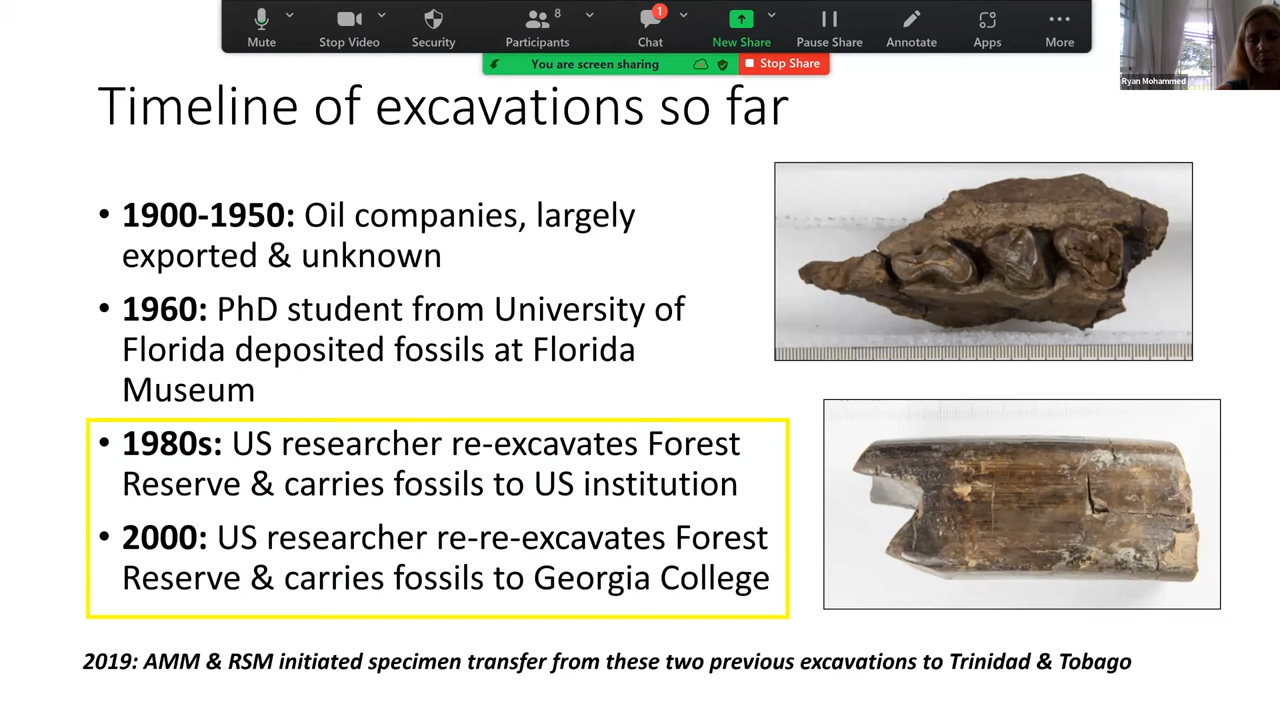 Mute
Stop Video
Security
8
Participants
1
Chat
New Share
Pause Share
Annotate
Apps
More
You are screen sharing
Stop Share
Ryan Mohammed
Timeline of excavations so far
• 1900-1950: Oil companies, largely
exported & unknown
• 1960: PhD student from University of
Florida deposited fossils at Florida
Museum
• 1980s: US researcher re-excavates Forest
Reserve & carries fossils to US institution
• 2000: US researcher re-re-excavates Forest
Reserve & carries fossils to Georgia College
2019: AMM & RSM initiated specimen transfer from these two previous excavations to Trinidad & Tobago